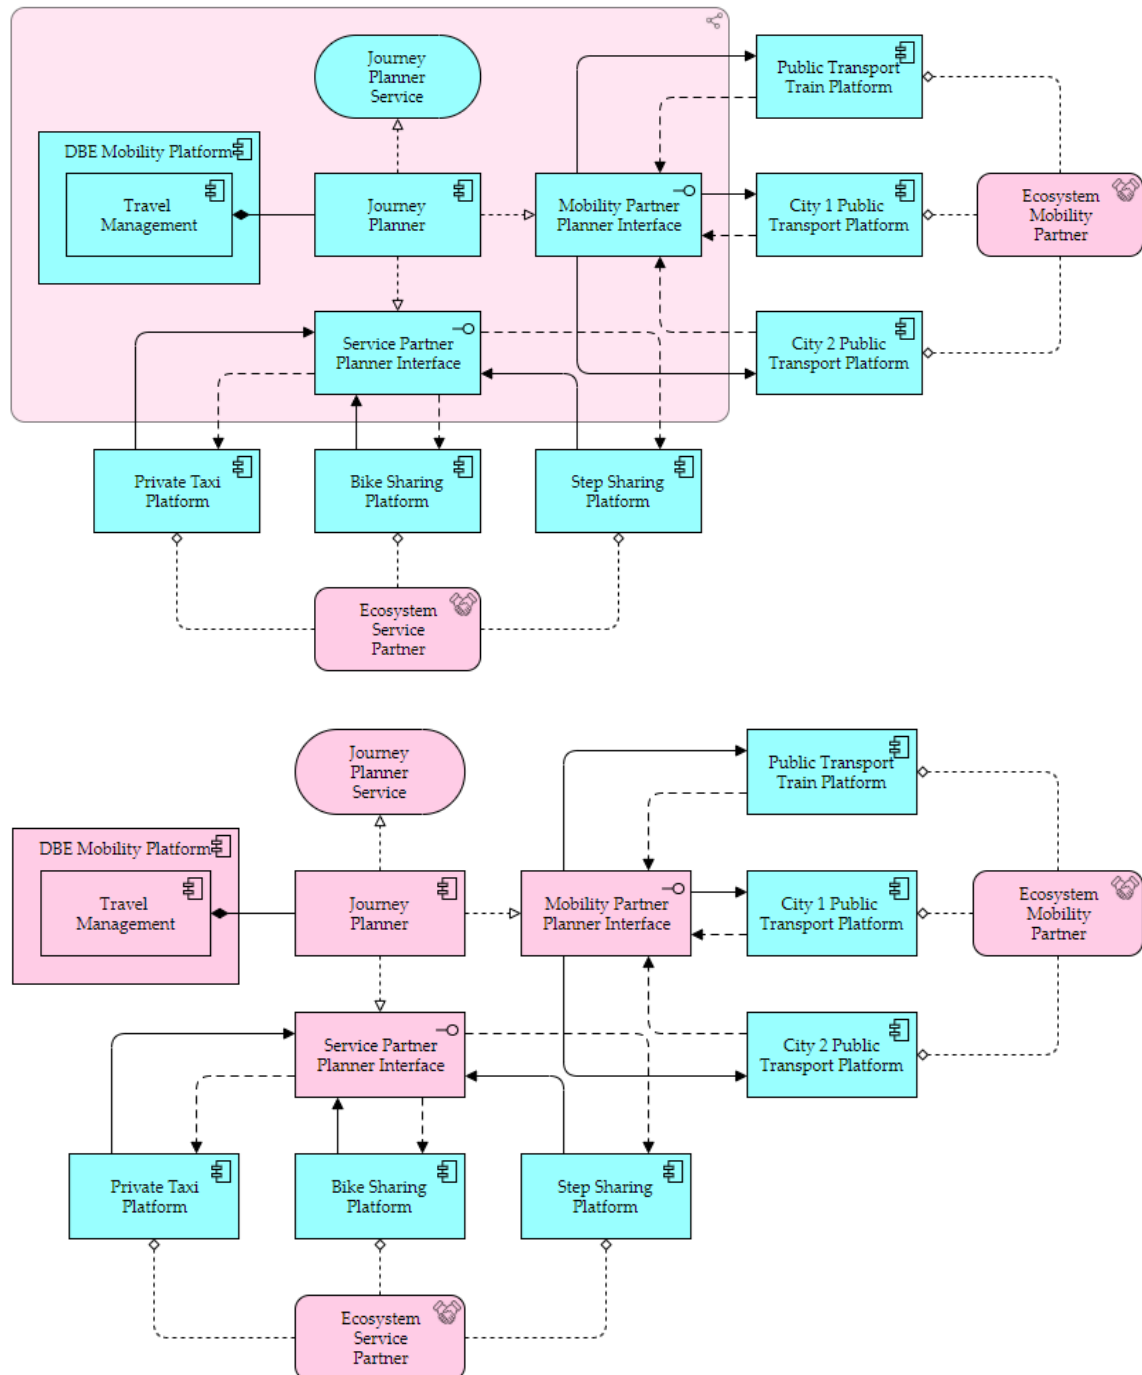 Journey
Planner
Service
Public Transport
Train Platform
DBE Mobility Platform
Travel
Management
Journey
Planner
Mobility Partner
Planner Interface
City 1 Public
Transport Platform
Ecosystem
Mobility
Partner
Service Partner
Planner Interface
City 2 Public
Transport Platform
Private Taxi
Platform
Bike Sharing
Platform
Step Sharing
Platform
Ecosystem
Service
Partner
Journey
Planner
Service
Public Transport
Train Platform
DBE Mobility Platform
Travel
Management
Journey
Planner
Mobility Partner
Planner Interface
City 1 Public
Transport Platform
Ecosystem
Mobility
Partner
Service Partner
Planner Interface
City 2 Public
Transport Platform
Private Taxi
Platform
Bike Sharing
Platform
Step Sharing
Platform
Ecosystem
Service
Partner